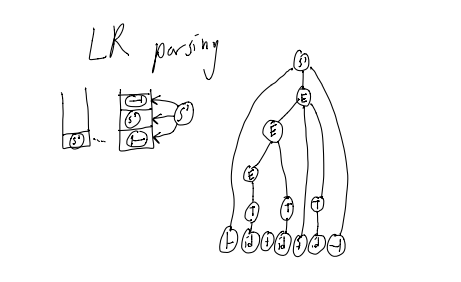 LR parsing
S'
E
S' ... ⊣ S' ⊢ S'
E
E
T T T
⊢ id + id + id ⊣